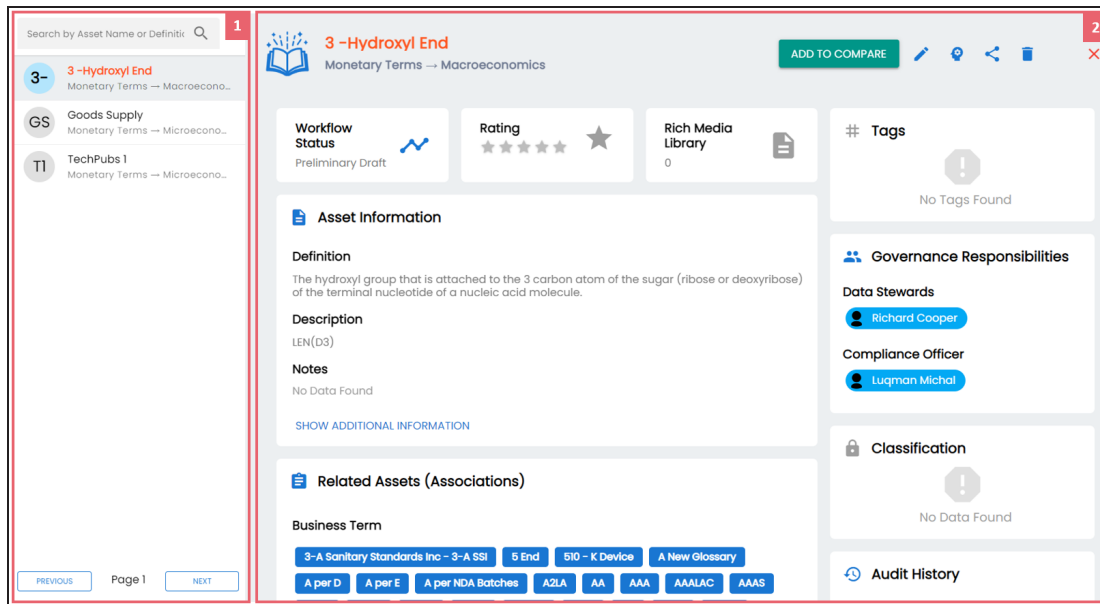 Search by Asset Name or Definitic
1
3-
3 -Hydroxyl End
Monetary Terms → Macroecono...
GS
Goods Supply
Monetary Terms → Microecono...
T1
TechPubs 1
Monetary Terms → Microecono...
PREVIOUS
Page 1
NEXT
2
3 -Hydroxyl End
Monetary Terms → Macroeconomics
ADD TO COMPARE
Workflow
Status
Preliminary Draft
Rating
Rich Media
Library
0
Asset Information
Definition
The hydroxyl group that is attached to the 3 carbon atom of the sugar (ribose or deoxyribose)
of the terminal nucleotide of a nucleic acid molecule.
Description
LEN(D3)
Notes
No Data Found
SHOW ADDITIONAL INFORMATION
Related Assets (Associations)
Business Term
3-A Sanitary Standards Inc - 3-A SSI 5 End 510 - K Device A New Glossary
A per D A per E A per NDA Batches A2LA AA AAA AAALAC AAAS
# Tags
No Tags Found
Governance Responsibilities
Data Stewards
Richard Cooper
Compliance Officer
Luqman Michal
Classification
No Data Found
Audit History